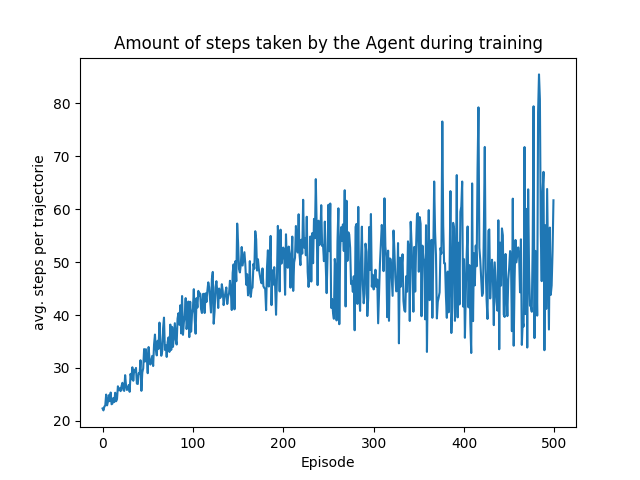 Amount of steps taken by the Agent during training
avg. steps per trajectorie
80
70
60
50
40
30
20
0 100 200 300 400 500
Episode